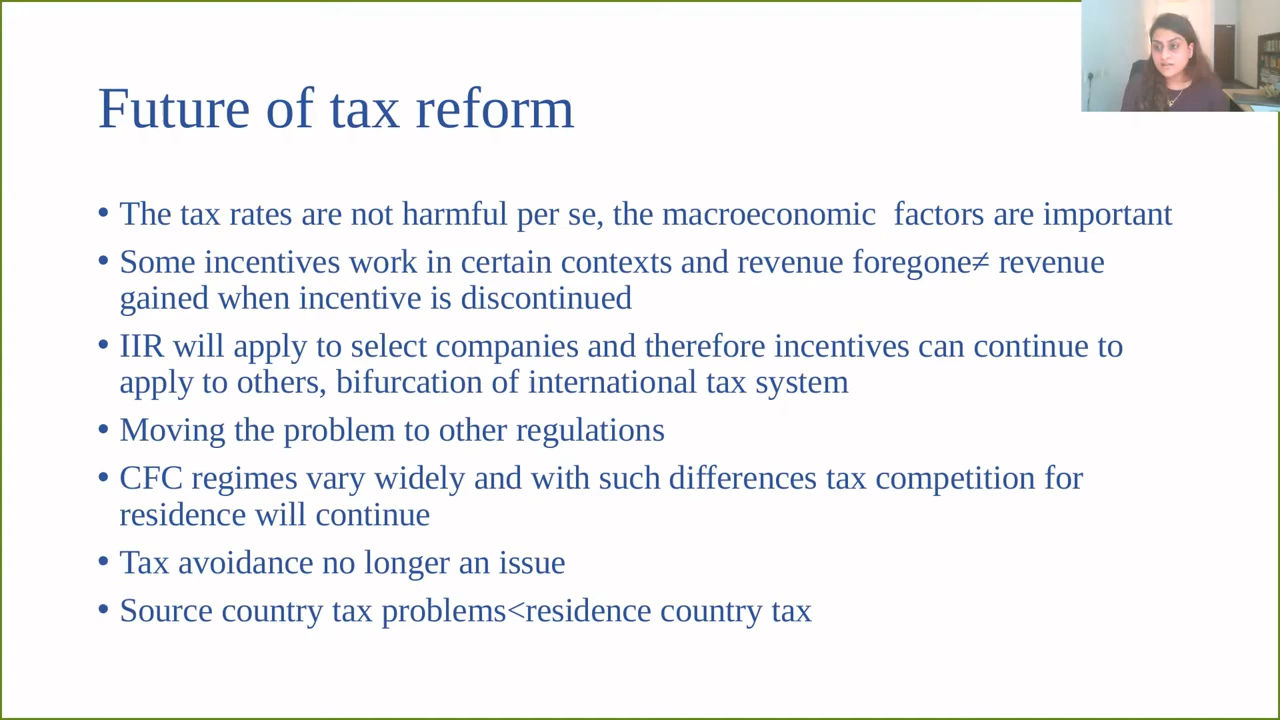 Future of tax reform
• The tax rates are not harmful per se, the macroeconomic  factors are important
• Some incentives work in certain contexts and revenue foregone≠ revenue
gained when incentive is discontinued
• IIR will apply to select companies and therefore incentives can continue to
apply to others, bifurcation of international tax system
• Moving the problem to other regulations
• CFC regimes vary widely and with such differences tax competition for
residence will continue
• Tax avoidance no longer an issue
• Source country tax problems<residence country tax